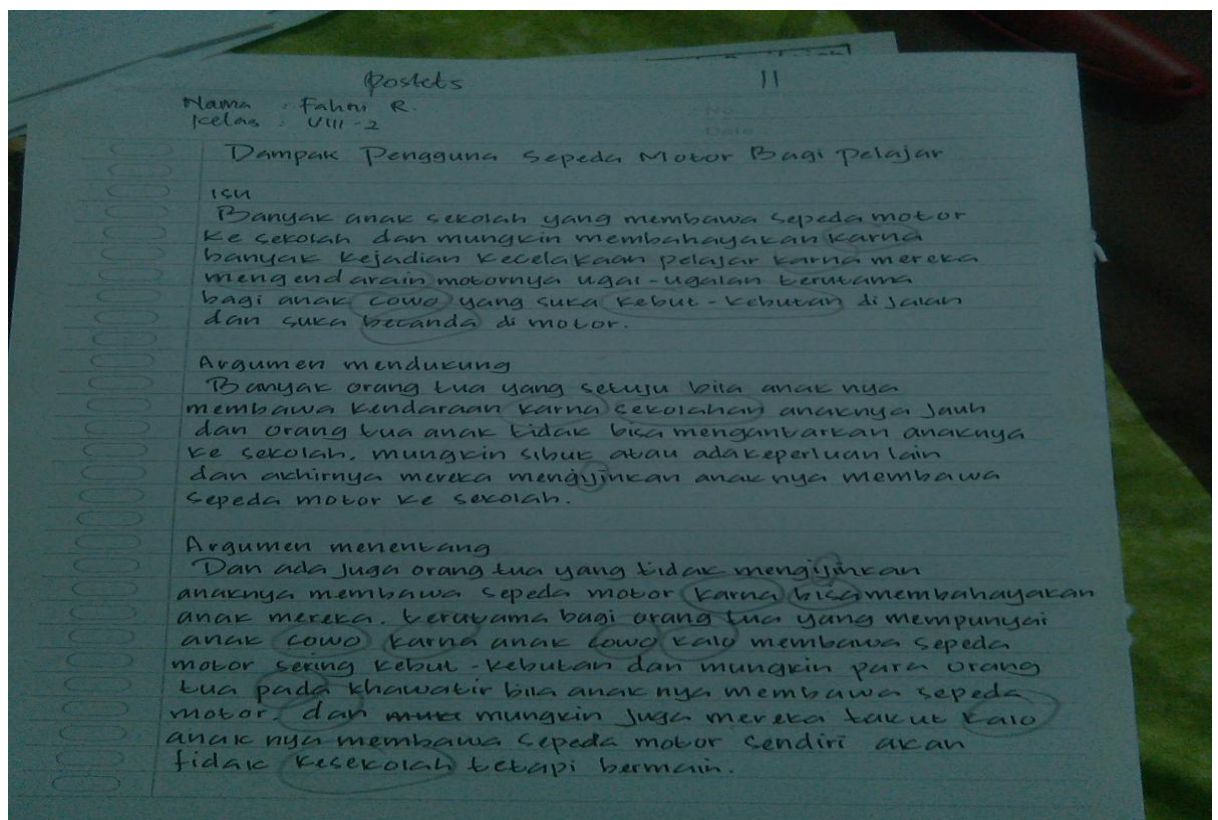 Postets 11
Nama : Fahmi R.
Kelas : VIII-2
No
Date
Dampak Pengguna Sepeda Motor Bagi Pelajar
isu
Banyak anak sekolah yang membawa sepeda motor
ke sekolah dan mungkin membahayakan karna
banyak kejadian kecelakaan pelajar karna mereka
mengendarain motornya ugal-ugalan terutama
bagi anak cowo yang suka kebut-kebutan dijalan
dan suka becanda di motor.
Argumen mendukung
Banyak orang tua yang setuju bila anak nya
membawa kendaraan karna sekolahan anaknya Jauh
dan orang tua anak tidak bisa mengantarkan anaknya
ke sekolah. mungkin sibuk atau ada keperluan lain
dan akhirnya mereka mengijinkan anak nya membawa
sepeda motor ke sekolah.
Argumen menentang
Dan ada Juga orang tua yang tidak mengijinkan
anaknya membawa sepeda motor karna bisa membahayakan
anak mereka. terutama bagi orang tua yang mempunyai
anak cowo karna anak cowo kalo membawa sepeda
motor sering kebut-kebutan dan mungkin para orang
tua pada khawatir bila anak nya membawa sepeda
motor. dan mungkin Juga mereka takut kalo
anak nya membawa sepeda motor sendiri akan
tidak kesekolah tetapi bermain.